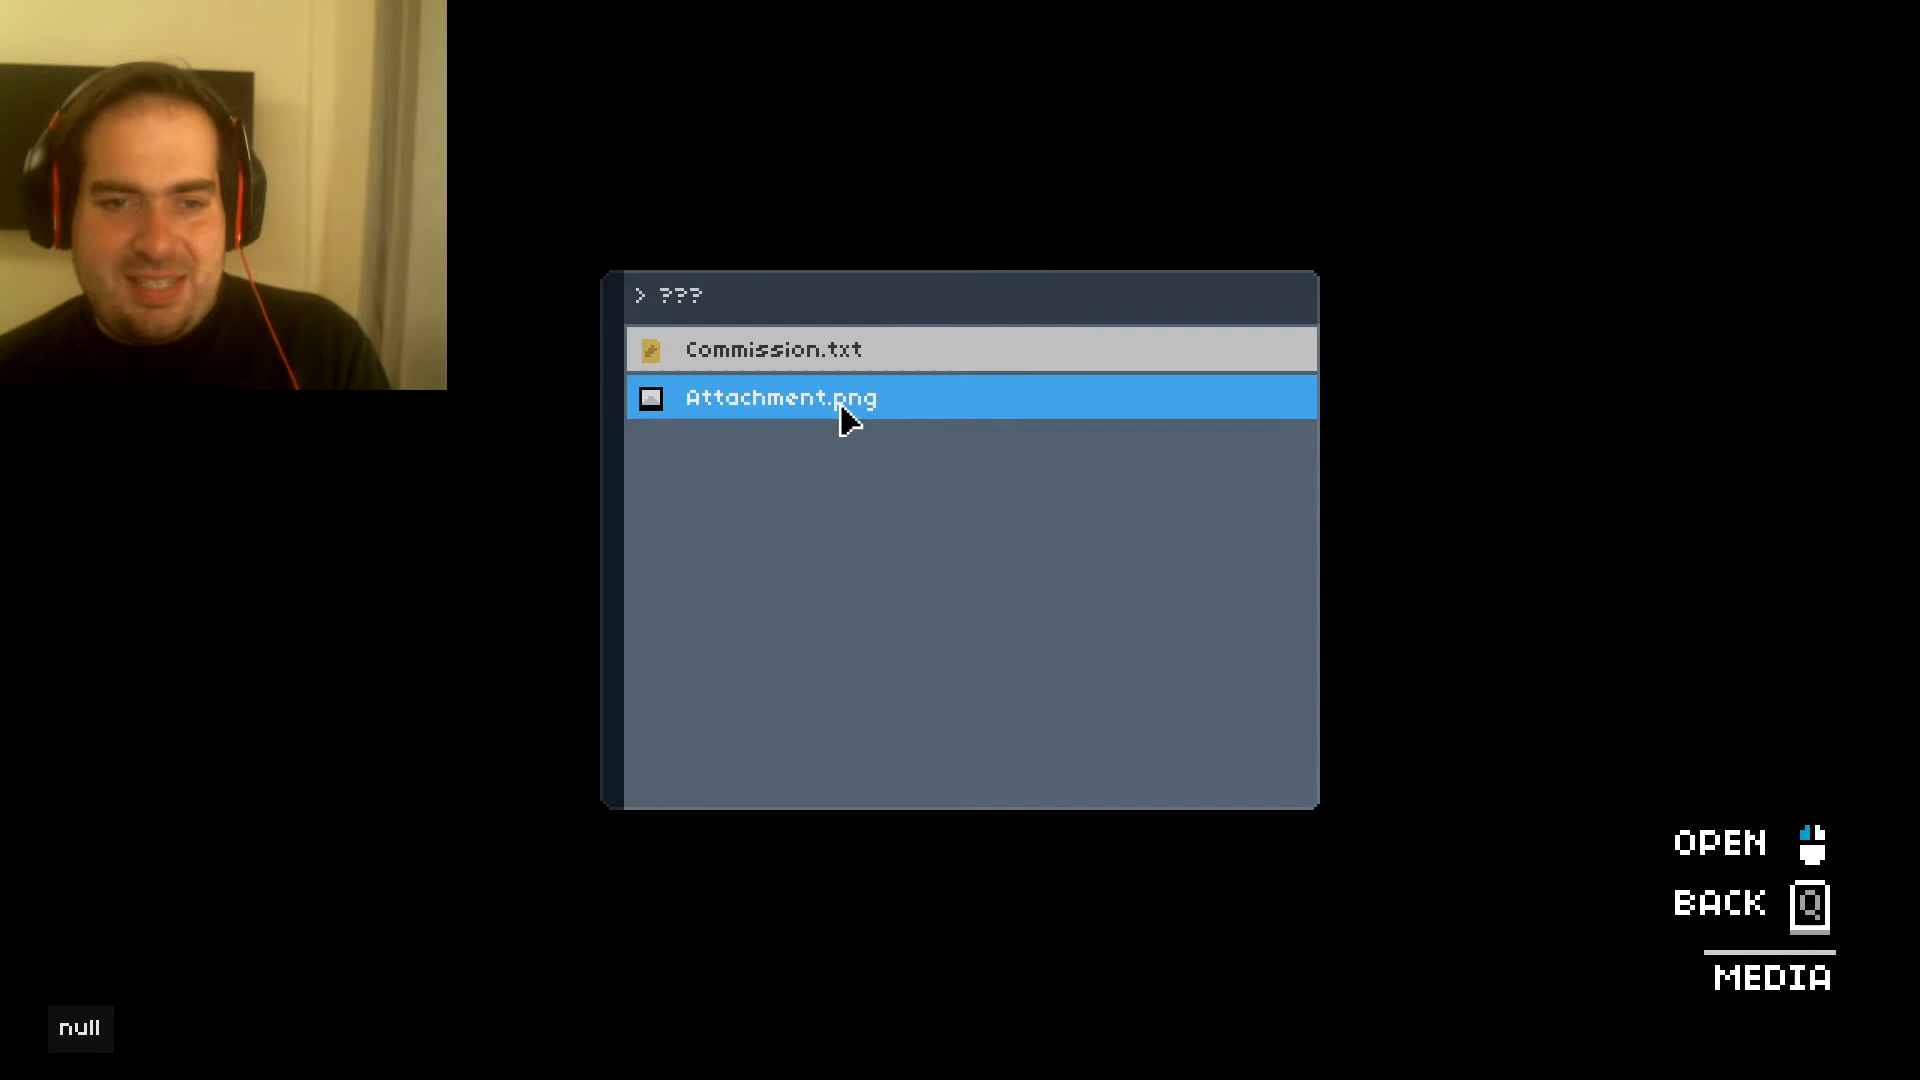 > ???
Commission.txt
Attachment.png
OPEN
BACK Q
MEDIA
null